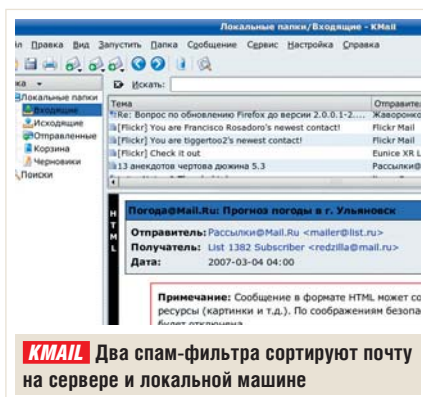 Локальные папки/Входящие - KMail
Правка Вид Запустить Папка Сообщение Сервис Настройка Справка
Искать:
Локальные папки
Входящие
Исходящие
Отправленные
Корзина
Черновики
Поиски
Тема Отправите
Re: Вопрос по обновлению Firefox до версии 2.0.0.1-2.... Жаворонко
[Flickr] You are Francisco Rosadoro's newest contact! Flickr Mail
[Flickr] You are tiggertoo2's newest contact! Flickr Mail
[Flickr] Check it out Eunice XR L
13 анекдотов чертова дюжина 5.3 Рассылки@
HTML
Погода@Mail.Ru: Прогноз погоды в г. Ульяновск
Отправитель: Рассылки@Mail.Ru <mailer@list.ru>
Получатель: List 1382 Subscriber <redzilla@mail.ru>
Дата: 2007-03-04 04:00
Примечание: Сообщение в формате HTML может со
ресурсы (картинки и т.д.). По соображениям безопа
будет отключена
KMAIL Два спам-фильтра сортируют почту
на сервере и локальной машине